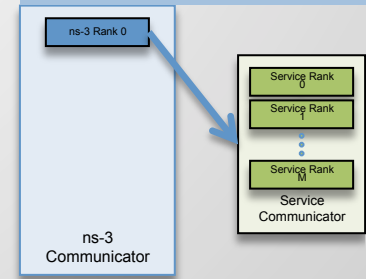 ns-3 Rank 0
Service Rank
0
Service Rank
1
Service Rank
M
Service
Communicator
ns-3
Communicator